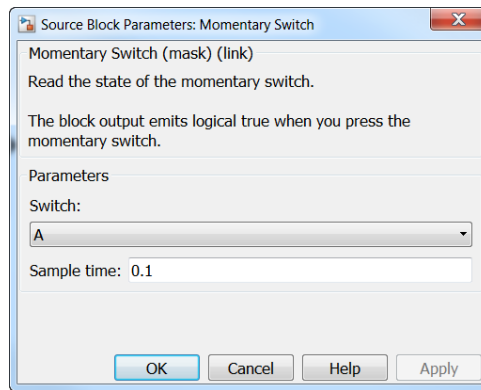 Source Block Parameters: Momentary Switch
Momentary Switch (mask) (link)
Read the state of the momentary switch.
The block output emits logical true when you press the
momentary switch.
Parameters
Switch:
A
Sample time: 0.1
OK Cancel Help Apply